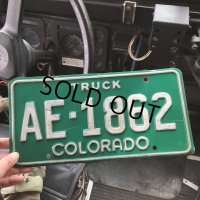 TRUCK
SOLD OUT
AE-1802
COLORADO